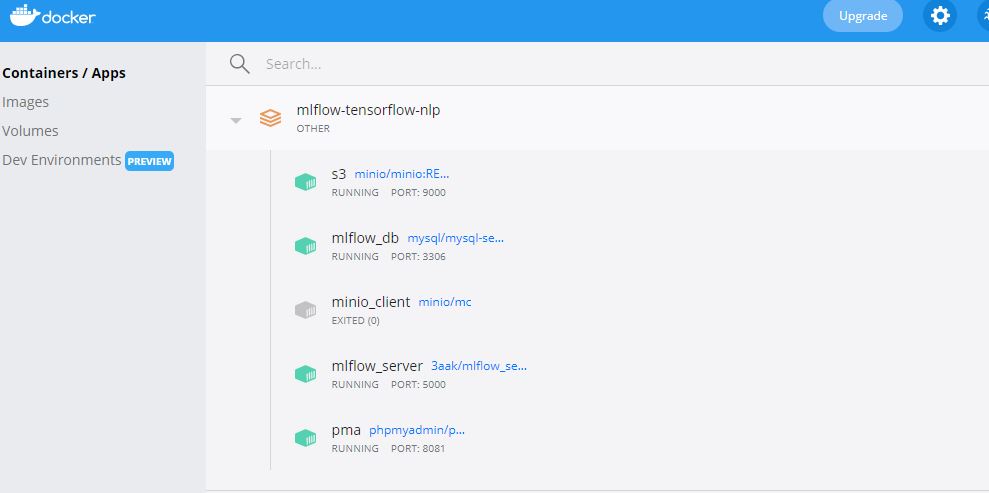 docker
Upgrade
Containers / Apps
Images
Volumes
Dev Environments PREVIEW
Search...
mlflow-tensorflow-nlp
OTHER
s3 minio/minio:RE...
RUNNING PORT: 9000
mlflow_db mysql/mysql-se...
RUNNING PORT: 3306
minio_client minio/mc
EXITED (0)
mlflow_server 3aak/mlflow_se...
RUNNING PORT: 5000
pma phpmyadmin/p...
RUNNING PORT: 8081